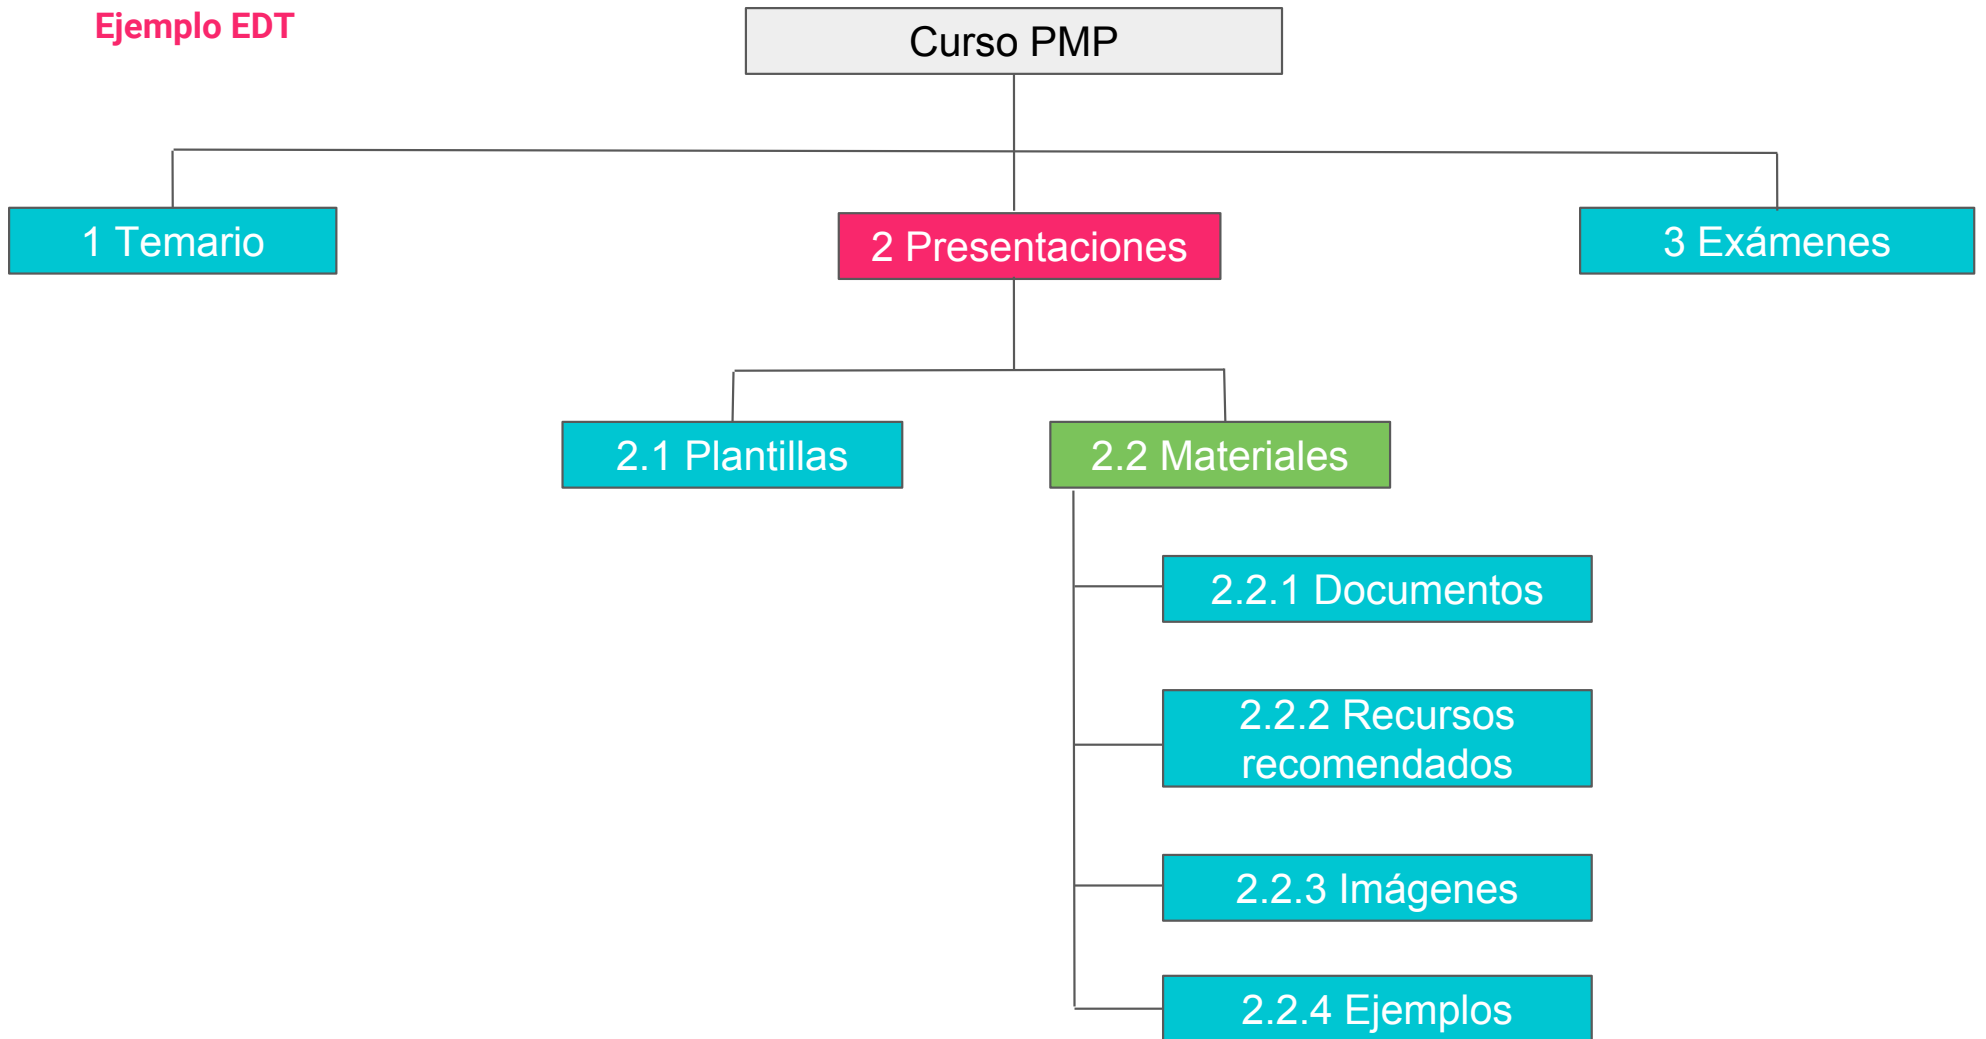 Ejemplo EDT
Curso PMP
1 Temario
2 Presentaciones
3 Exámenes
2.1 Plantillas
2.2 Materiales
2.2.1 Documentos
2.2.2 Recursos
recomendados
2.2.3 Imágenes
2.2.4 Ejemplos